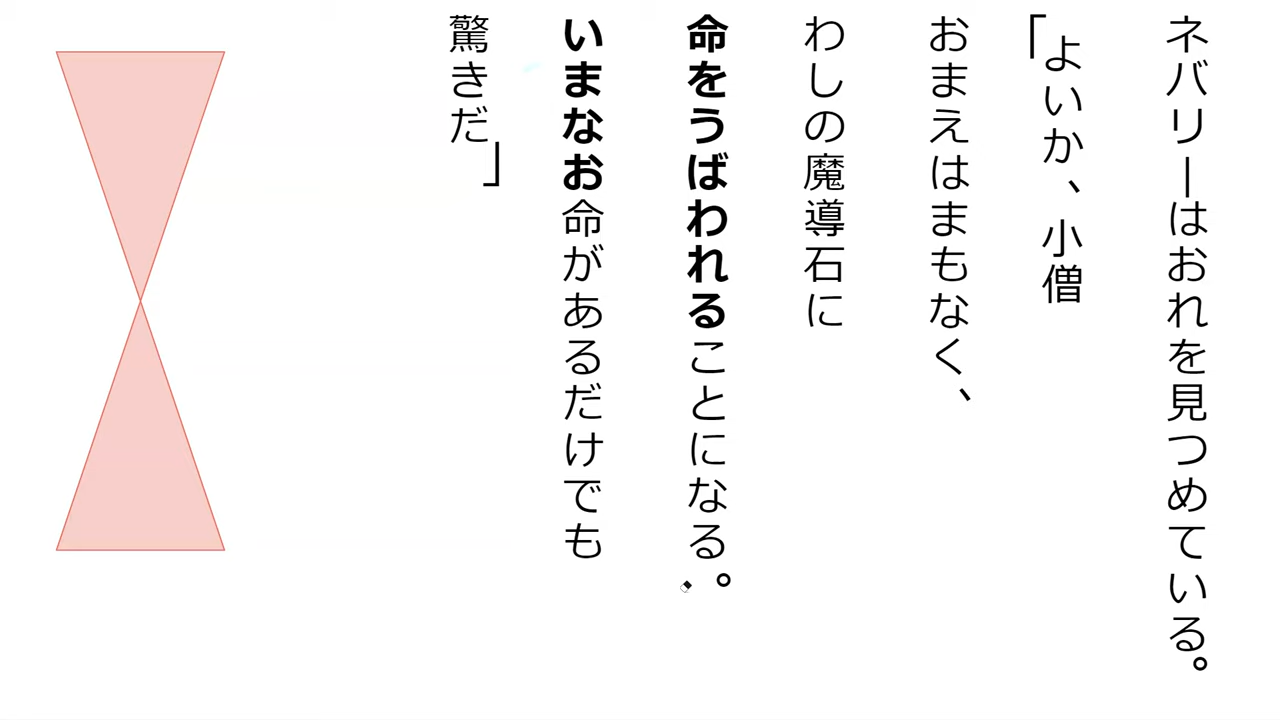 ネバリーはおれを見つめている。
「よいか、小僧
おまえはまもなく、
わしの魔導石に
命をうばわれることになる。
いまなお命があるだけでも
驚きだ」